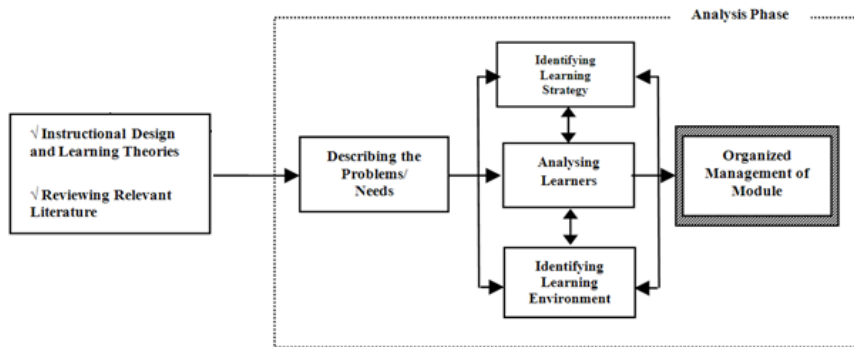 Analysis Phase
√ Instructional Design
and Learning Theories
√ Reviewing Relevant
Literature
Describing the
Problems/
Needs
Identifying
Learning
Strategy
Analysing
Learners
Identifying
Learning
Environment
Organized
Management of
Module